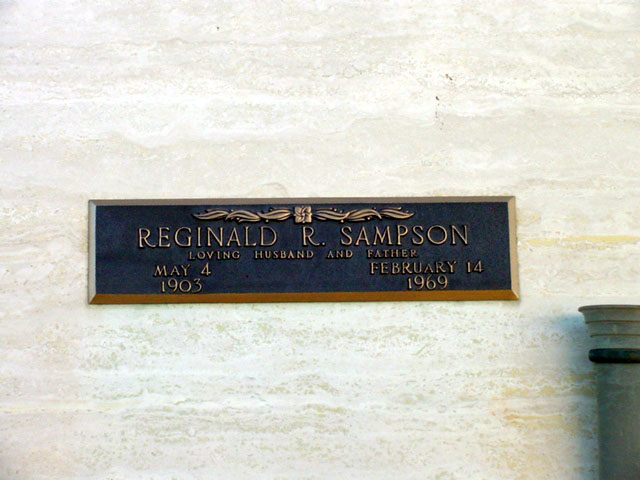 REGINALD R. SAMPSON
LOVING HUSBAND AND FATHER
MAY 4 FEBRUARY 14
1903 1969